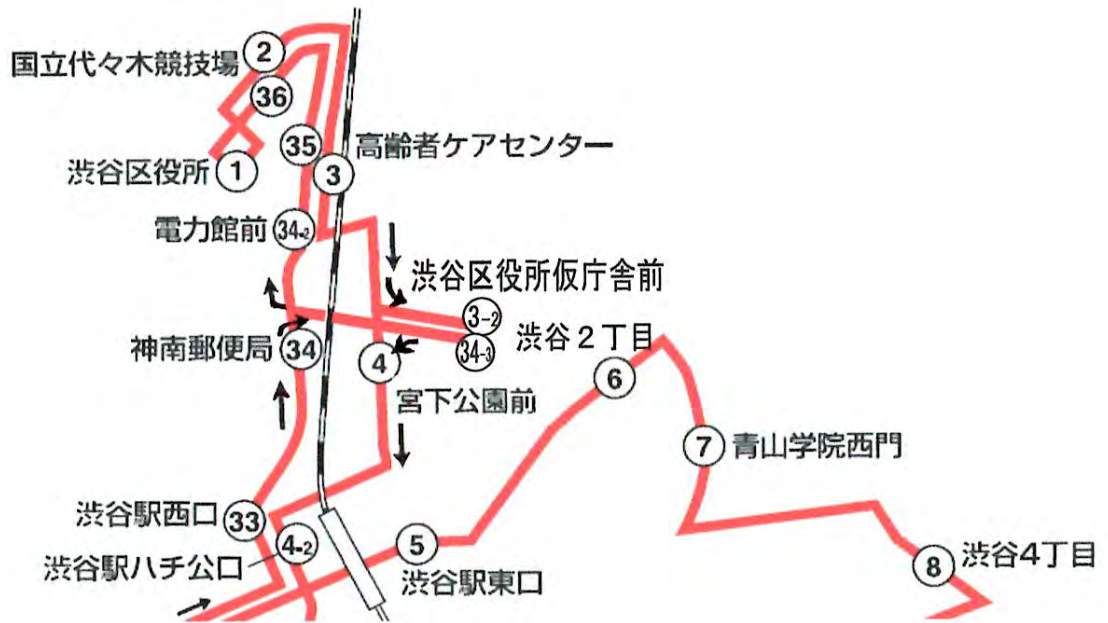 国立代々木競技場
2
36
35
高齢者ケアセンター
渋谷区役所
1
3
電力館前
34-2
渋谷区役所仮庁舎前
3-2
神南郵便局
34
4
34-3
渋谷2丁目
6
宮下公園前
7
青山学院西門
渋谷駅西口
33
4-2
渋谷駅ハチ公口
5
渋谷駅東口
8
渋谷4丁目